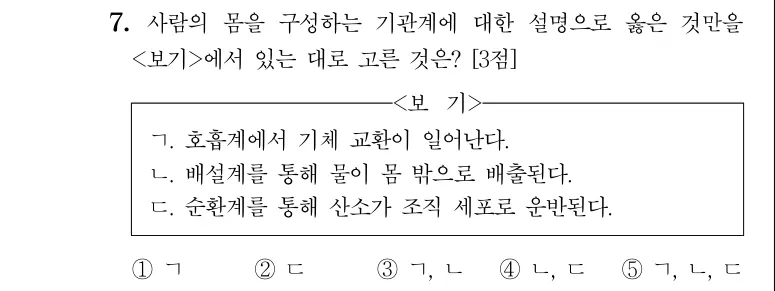 7. 사람의 몸을 구성하는 기관계에 대한 설명으로 옳은 것만을
<보기>에서 있는 대로 고른 것은? [3점]
<보 기>
ㄱ. 호흡계에서 기체 교환이 일어난다.
ㄴ. 배설계를 통해 물이 몸 밖으로 배출된다.
ㄷ. 순환계를 통해 산소가 조직 세포로 운반된다.
① ㄱ ② ㄷ ③ ㄱ, ㄴ ④ ㄴ, ㄷ ⑤ ㄱ, ㄴ, ㄷ